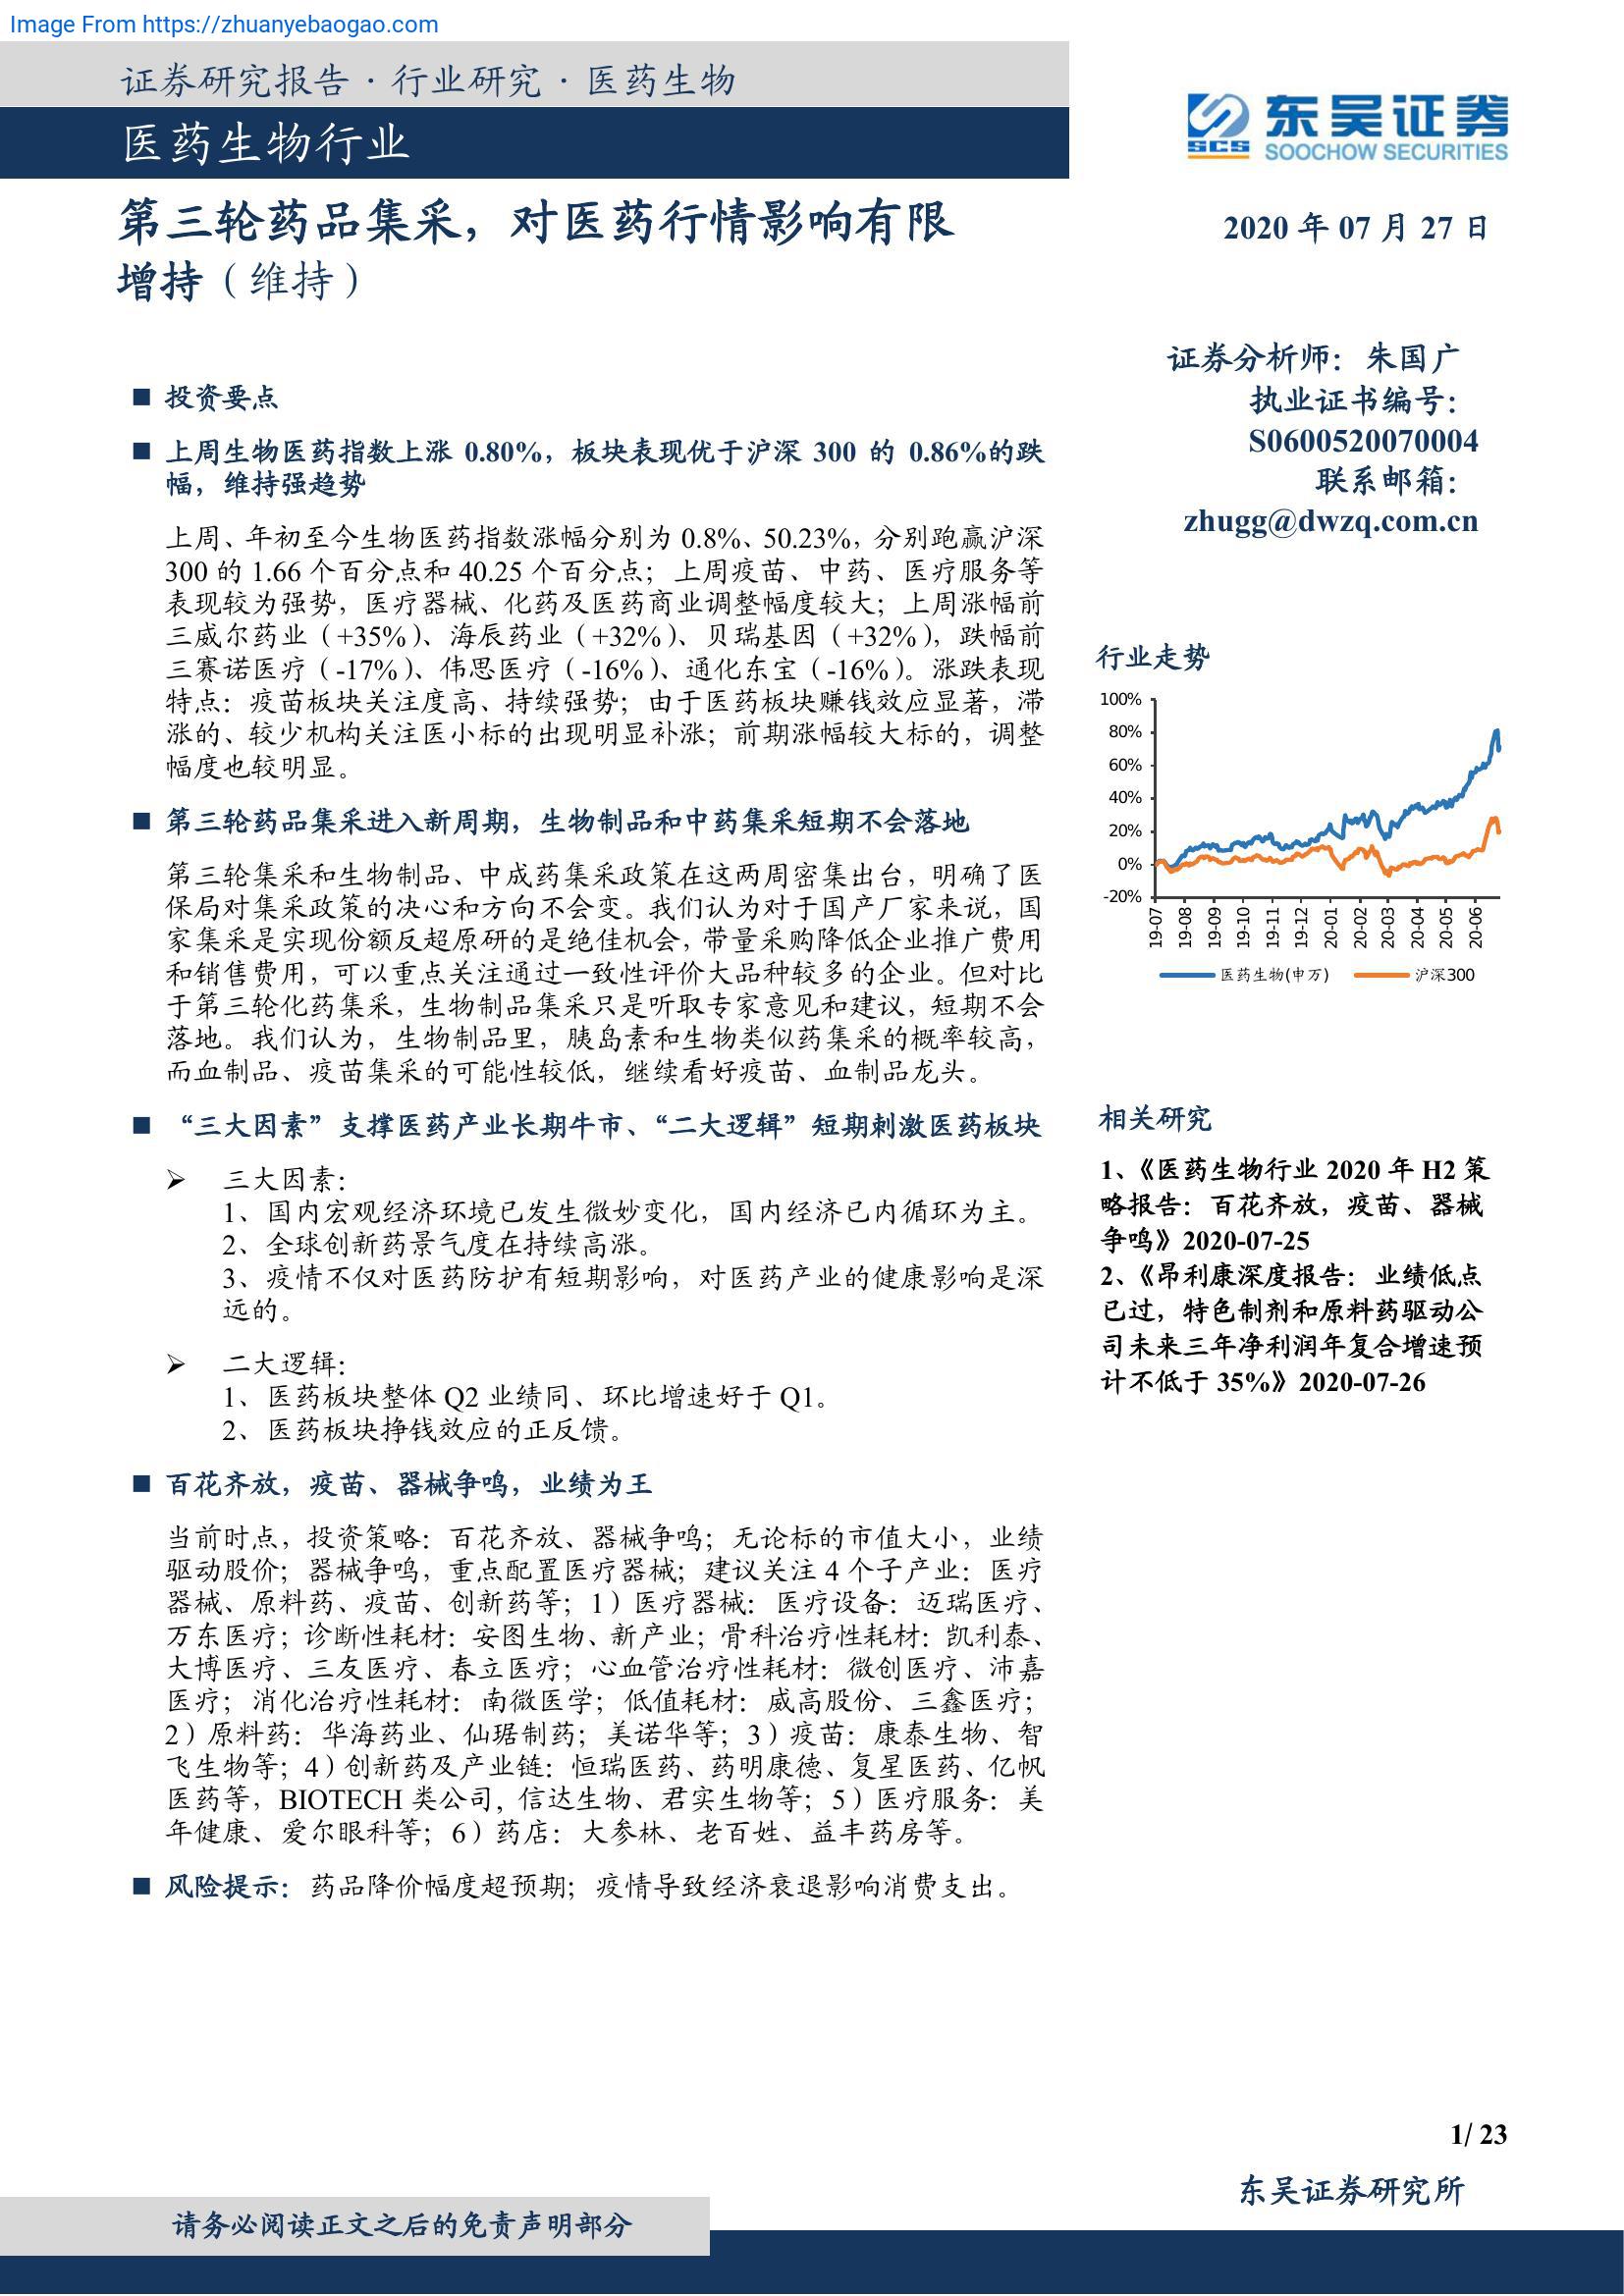 Image From https://zhuanyebaogao.com
证券研究报告·行业研究·医药生物
医药生物行业
SCS
东吴证券
SOOCHOW SECURITIES
第三轮药品集采，对医药行情影响有限
增持（维持）
2020 年 07 月 27 日
证券分析师： 朱国广
执业证书编号：
S0600520070004
联系邮箱：
zhugg@dwzq.com.cn
■ 投资要点
■ 上周生物医药指数上涨 0.80%，板块表现优于沪深 300 的 0.86%的跌
幅，维持强趋势
上周、年初至今生物医药指数涨幅分别为 0.8%、50.23%，分别跑赢沪深
300 的 1.66 个百分点和 40.25 个百分点；上周疫苗、中药、医疗服务等
表现较为强势，医疗器械、化药及医药商业调整幅度较大；上周涨幅前
三威尔药业（+35%）、海辰药业（+32%）、贝瑞基因（+32%），跌幅前
三赛诺医疗（-17%）、伟思医疗（-16%）、通化东宝（-16%）。涨跌表现
特点：疫苗板块关注度高、持续强势；由于医药板块赚钱效应显著，滞
涨的、较少机构关注医小标的出现明显补涨；前期涨幅较大标的，调整
幅度也较明显。
■ 第三轮药品集采进入新周期，生物制品和中药集采短期不会落地
第三轮集采和生物制品、中成药集采政策在这两周密集出台，明确了医
保局对集采政策的决心和方向不会变。我们认为对于国产厂家来说，国
家集采是实现份额反超原研的是绝佳机会，带量采购降低企业推广费用
和销售费用，可以重点关注通过一致性评价大品种较多的企业。但对比
于第三轮化药集采，生物制品集采只是听取专家意见和建议，短期不会
落地。我们认为，生物制品里，胰岛素和生物类似药集采的概率较高，
而血制品、疫苗集采的可能性较低，继续看好疫苗、血制品龙头。
■ “三大因素”支撑医药产业长期牛市、“二大逻辑”短期刺激医药板块
➢ 三大因素：
1、国内宏观经济环境已发生微妙变化，国内经济已内循环为主。
2、全球创新药景气度在持续高涨。
3、疫情不仅对医药防护有短期影响，对医药产业的健康影响是深
远的。
➢ 二大逻辑：
1、医药板块整体 Q2 业绩同、环比增速好于 Q1。
2、医药板块挣钱效应的正反馈。
■ 百花齐放，疫苗、器械争鸣，业绩为王
当前时点，投资策略：百花齐放、器械争鸣；无论标的市值大小，业绩
驱动股价；器械争鸣，重点配置医疗器械；建议关注 4 个子产业：医疗
器械、原料药、疫苗、创新药等；1）医疗器械：医疗设备：迈瑞医疗、
万东医疗；诊断性耗材：安图生物、新产业；骨科治疗性耗材：凯利泰、
大博医疗、三友医疗、春立医疗；心血管治疗性耗材：微创医疗、沛嘉
医疗；消化治疗性耗材：南微医学；低值耗材：威高股份、三鑫医疗；
2）原料药：华海药业、仙琚制药；美诺华等；3）疫苗：康泰生物、智
飞生物等；4）创新药及产业链：恒瑞医药、药明康德、复星医药、亿帆
医药等，BIOTECH 类公司, 信达生物、君实生物等；5）医疗服务：美
年健康、爱尔眼科等；6）药店：大参林、老百姓、益丰药房等。
■ 风险提示：药品降价幅度超预期；疫情导致经济衰退影响消费支出。
行业走势
100%
80%
60%
40%
20%
0%
-20%
19-07
19-08
19-09
19-10
19-11
19-12
20-01
20-02
20-03
20-04
20-05
20-06
医药生物(申万)
沪深300
相关研究
1、《医药生物行业 2020 年 H2 策
略报告：百花齐放，疫苗、器械
争鸣》2020-07-25
2、《昂利康深度报告：业绩低点
已过，特色制剂和原料药驱动公
司未来三年净利润年复合增速预
计不低于 35%》2020-07-26
1/ 23
东吴证券研究所
请务必阅读正文之后的免责声明部分